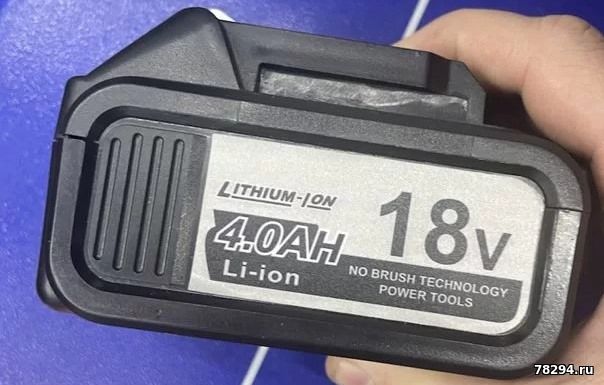 LITHIUM-ION
4.0AH
Li-ion
18V
NO BRUSH TECHNOLOGY
POWER TOOLS
78294.ru